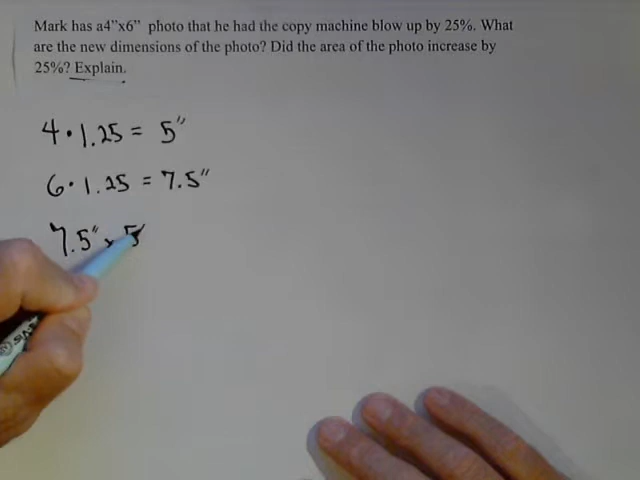 Mark has a4”x6” photo that he had the copy machine blow up by 25%. What
are the new dimensions of the photo? Did the area of the photo increase by
25%? Explain.
4 • 1.25 = 5"
6 • 1.25 = 7.5"
7.5" x 5